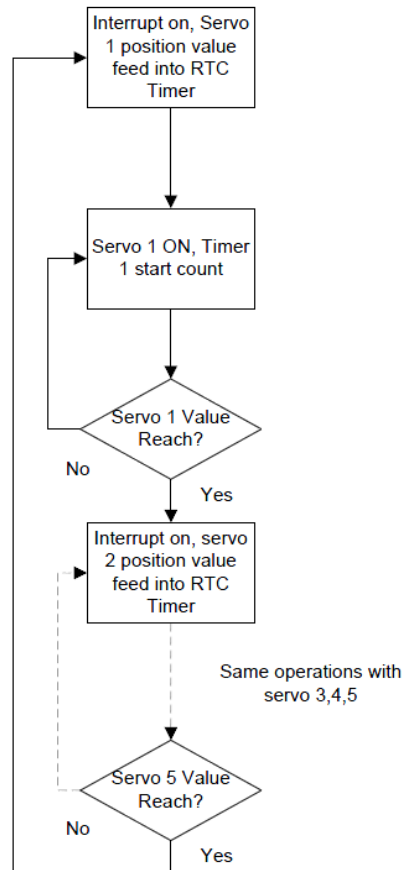 Interrupt on, Servo
1 position value
feed into RTC
Timer
Servo 1 ON, Timer
1 start count
Servo 1 Value
Reach?
No
Yes
Interrupt on, servo
2 position value
feed into RTC
Timer
Same operations with
servo 3,4,5
Servo 5 Value
Reach?
No
Yes